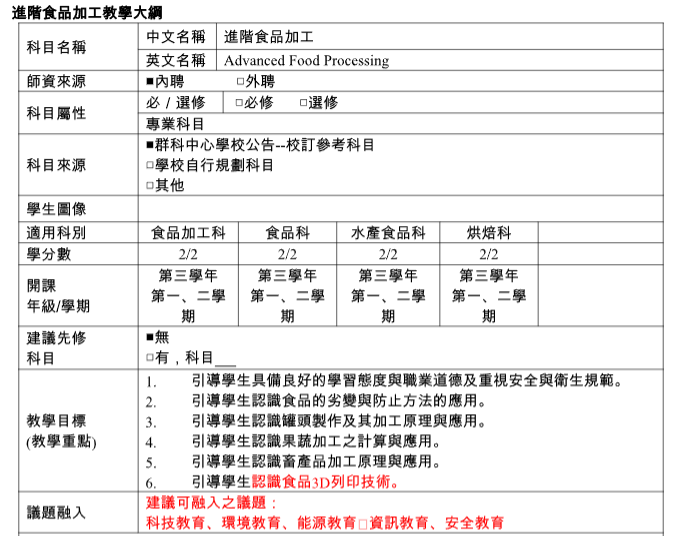 進階食品加工教學大綱
科目名稱
中文名稱 進階食品加工
英文名稱 Advanced Food Processing
師資來源 ■內聘 □外聘
科目屬性
必／選修 □必修 □選修
專業科目
科目來源
■群科中心學校公告--校訂參考科目
□學校自行規劃科目
□其他
學生圖像
適用科別 食品加工科 食品科 水產食品科 烘焙科
學分數 2/2 2/2 2/2 2/2
開課
年級/學期
第三學年
第一、二學
期
第三學年
第一、二學
期
第三學年
第一、二學
期
第三學年
第一、二學
期
建議先修
科目
■無
□有，科目___
教學目標
(教學重點)
1. 引導學生具備良好的學習態度與職業道德及重視安全與衛生規範。
2. 引導學生認識食品的劣變與防止方法的應用。
3. 引導學生認識罐頭製作及其加工原理與應用。
4. 引導學生認識果蔬加工之計算與應用。
5. 引導學生認識畜產品加工原理與應用。
6. 引導學生認識食品3D列印技術。
議題融入
建議可融入之議題：
科技教育、環境教育、能源教育□資訊教育、安全教育